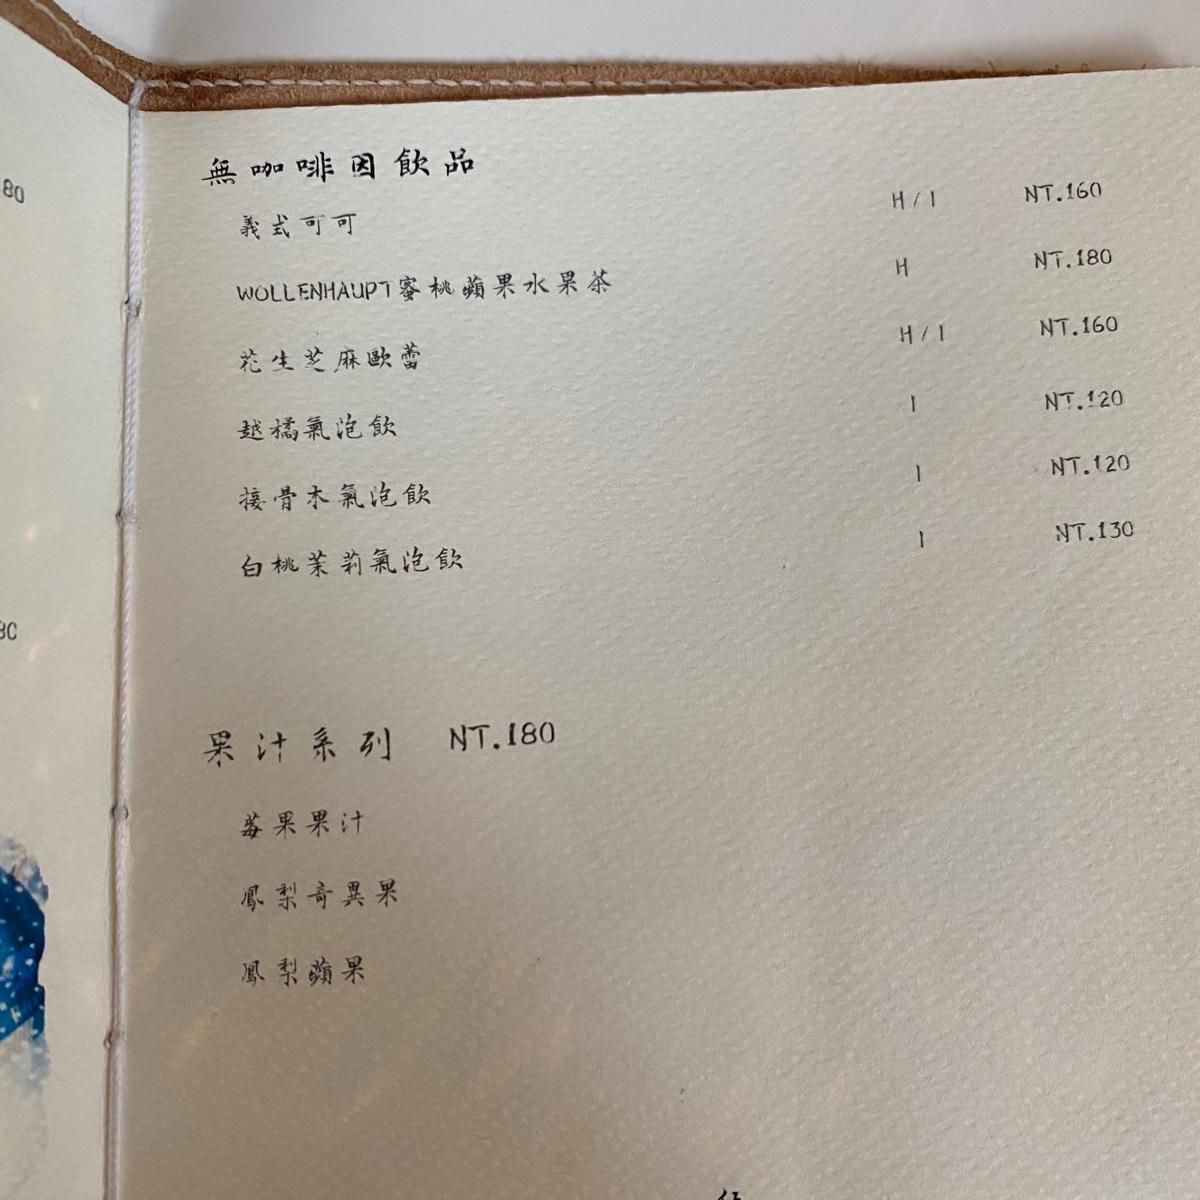 無咖啡因飲品
義式可可 H / I NT.160
WOLLENHAUPT蜜桃蘋果水果茶 H NT.180
花生芝麻歐蕾 H / I NT.160
越橘氣泡飲 I NT.120
接骨木氣泡飲 I NT.120
白桃茉莉氣泡飲 I NT.130
果汁系列 NT.180
莓果果汁
鳳梨奇異果
鳳梨蘋果